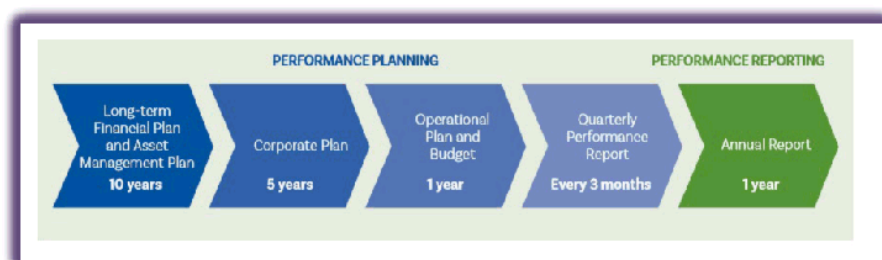 PERFORMANCE PLANNING
PERFORMANCE REPORTING
Long-term
Financial Plan
and Asset
Management Plan
10 years
Corporate Plan
5 years
Operational
Plan and
Budget
1 year
Quarterly
Performance
Report
Every 3 months
Annual Report
1 year